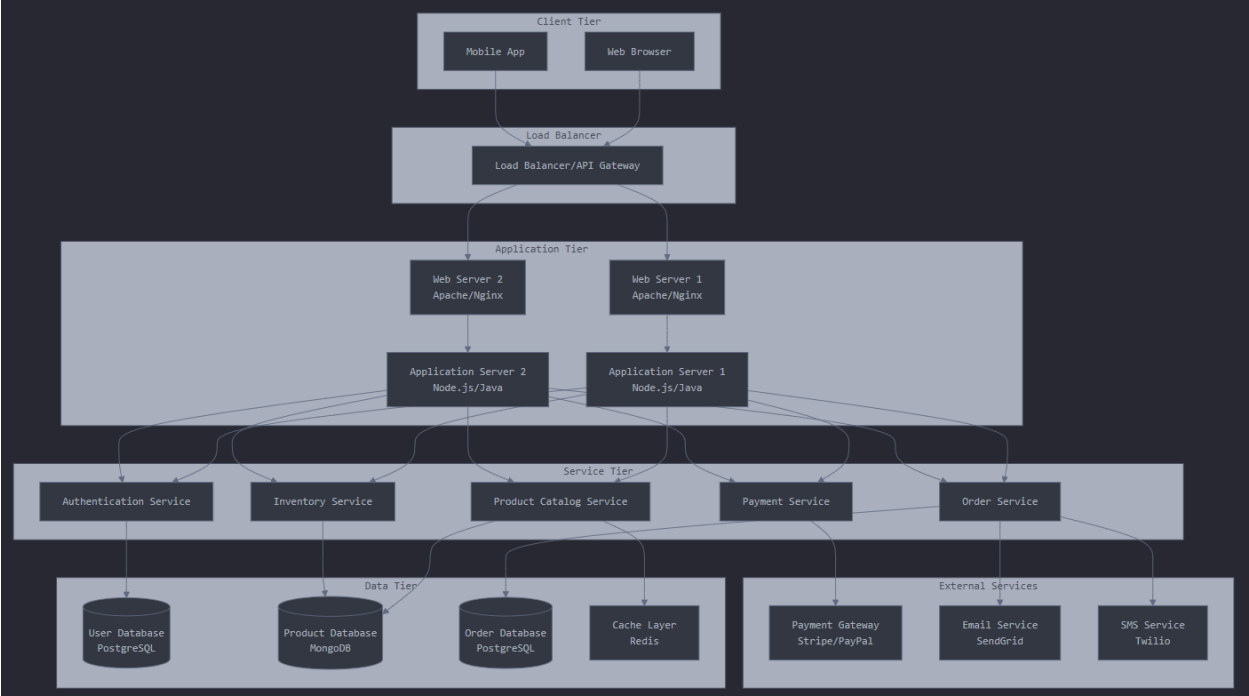 Client Tier
Mobile App
Web Browser
Load Balancer
Load Balancer/API Gateway
Application Tier
Web Server 2
Apache/Nginx
Web Server 1
Apache/Nginx
Application Server 2
Node.js/Java
Application Server 1
Node.js/Java
Service Tier
Authentication Service
Inventory Service
Product Catalog Service
Payment Service
Order Service
Data Tier
User Database
PostgreSQL
Product Database
MongoDB
Order Database
PostgreSQL
Cache Layer
Redis
External Services
Payment Gateway
Stripe/PayPal
Email Service
SendGrid
SMS Service
Twilio